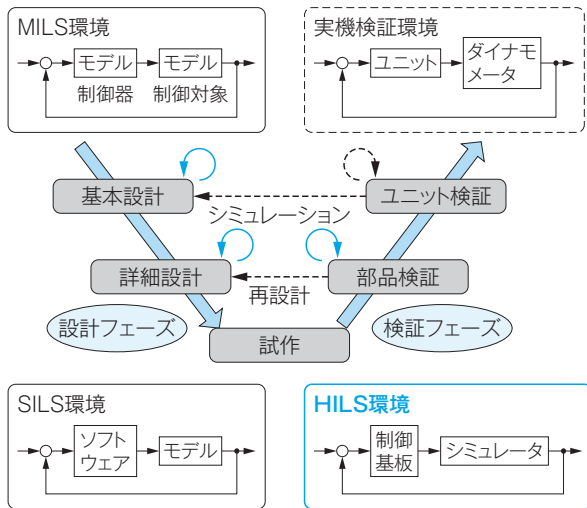 MILS環境
モデル
モデル
制御器
制御対象
実機検証環境
ユニット
ダイナモ
メータ
基本設計
ユニット検証
シミュレーション
詳細設計
部品検証
再設計
設計フェーズ
検証フェーズ
試作
SILS環境
ソフト
ウェア
モデル
HILS環境
制御
基板
シミュレータ